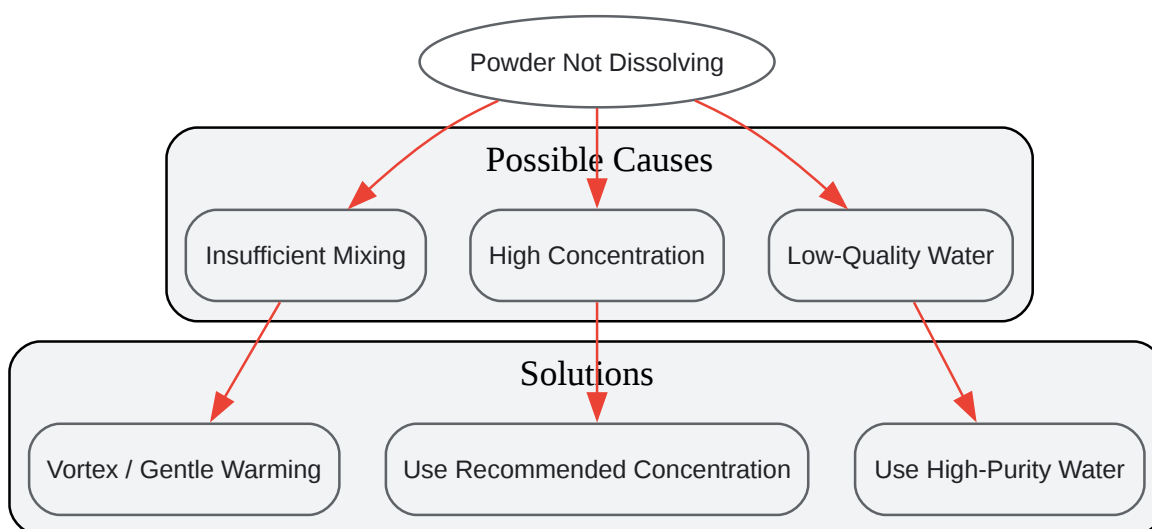 Powder Not Dissolving
Possible Causes
Insufficient Mixing
High Concentration
Low-Quality Water
Solutions
Vortex / Gentle Warming
Use Recommended Concentration
Use High-Purity Water